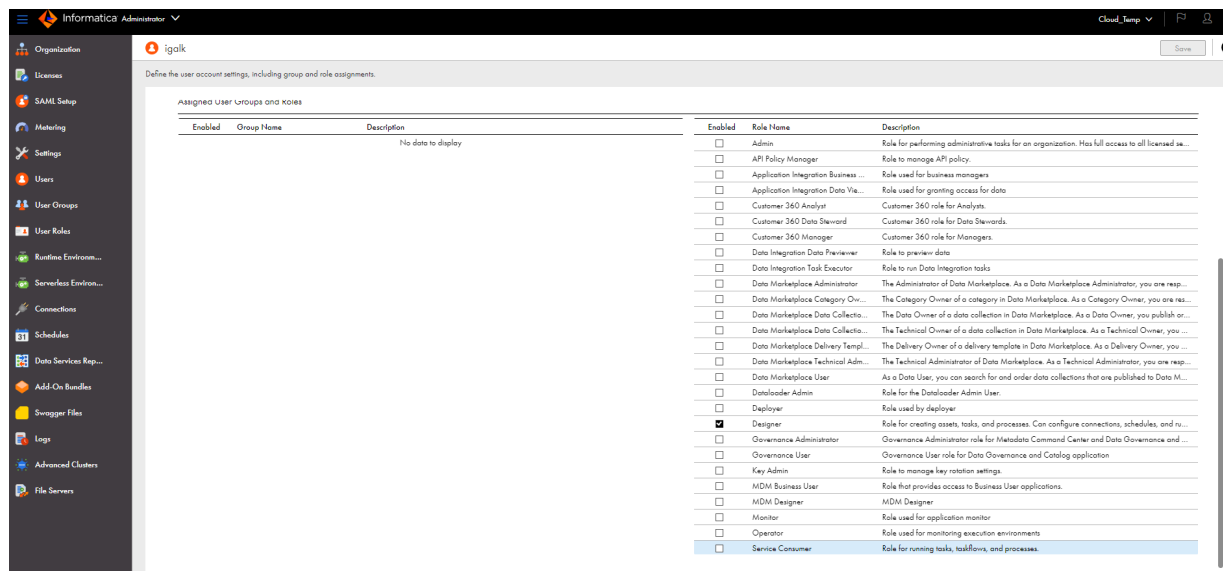 Informatica Administrator
Cloud_Temp
Organization
Licenses
SAML Setup
Metering
Settings
Users
User Groups
User Roles
Runtime Environm...
Serverless Environ...
Connections
31 Schedules
Data Services Rep...
Add-On Bundles
Swagger Files
Logs
Advanced Clusters
File Servers
igalk
Save
Define the user account settings, including group and role assignments.
Assigned User Groups and Roles
Enabled Group Name Description
No data to display
Enabled Role Name Description
Admin Role for performing administrative tasks for an organization. Has full access to all licensed se...
API Policy Manager Role to manage API policy.
Application Integration Business ... Role used for business managers
Application Integration Data Vie... Role used for granting access for data
Customer 360 Analyst Customer 360 role for Analysts.
Customer 360 Data Steward Customer 360 role for Data Stewards.
Customer 360 Manager Customer 360 role for Managers.
Data Integration Data Previewer Role to preview data
Data Integration Task Executor Role to run Data Integration tasks
Data Marketplace Administrator The Administrator of Data Marketplace. As a Data Marketplace Administrator, you are resp...
Data Marketplace Category Ow... The Category Owner of a category in Data Marketplace. As a Category Owner, you are res...
Data Marketplace Data Collectio... The Data Owner of a data collection in Data Marketplace. As a Data Owner, you publish or...
Data Marketplace Data Collectio... The Technical Owner of a data collection in Data Marketplace. As a Technical Owner, you ...
Data Marketplace Delivery Templ... The Delivery Owner of a delivery template in Data Marketplace. As a Delivery Owner, you ...
Data Marketplace Technical Adm... The Technical Administrator of Data Marketplace. As a Technical Administrator, you are resp...
Data Marketplace User As a Data User, you can search for and order data collections that are published to Data M...
Dataloader Admin Role for the Dataloader Admin User.
Deployer Role used by deployer
Designer Role for creating assets, tasks, and processes. Can configure connections, schedules, and ru...
Governance Administrator Governance Administrator role for Metadata Command Center and Data Governance and ...
Governance User Governance User role for Data Governance and Catalog application
Key Admin Role to manage key rotation settings.
MDM Business User Role that provides access to Business User applications.
MDM Designer MDM Designer
Monitor Role used for application monitor
Operator Role used for monitoring execution environments
Service Consumer Role for running tasks, taskflows, and processes.